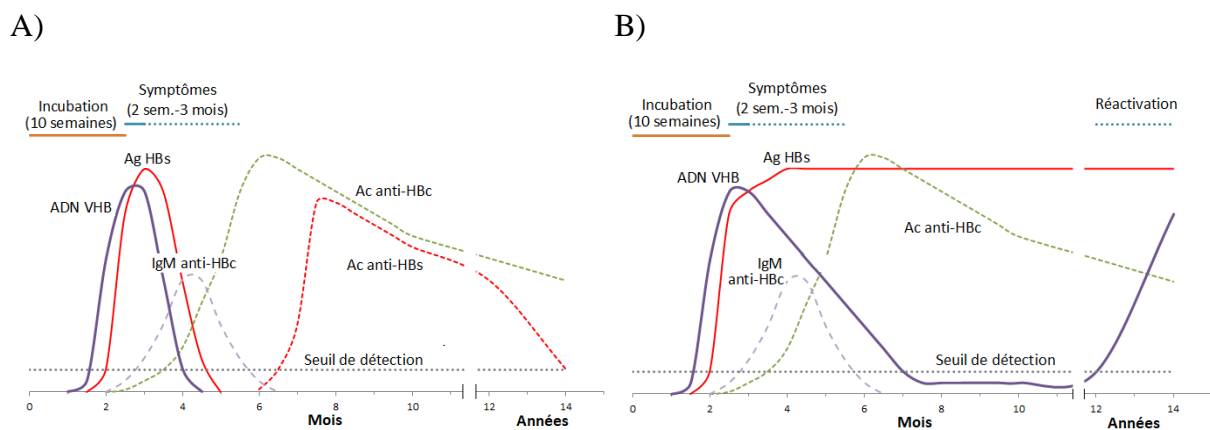 A)
Incubation
(10 semaines)
Symptômes
(2 sem.-3 mois)
Ag HBs
ADN VHB
IgM anti-HBc
Ac anti-HBc
Ac anti-HBs
Seuil de détection
0 2 4 6 8 10 12 14
Mois
Années
B)
Incubation
(10 semaines)
Symptômes
(2 sem.-3 mois)
Réactivation
Ag HBs
ADN VHB
IgM
anti-HBc
Ac anti-HBc
Seuil de détection
0 2 4 6 8 10 12 14
Mois
Années